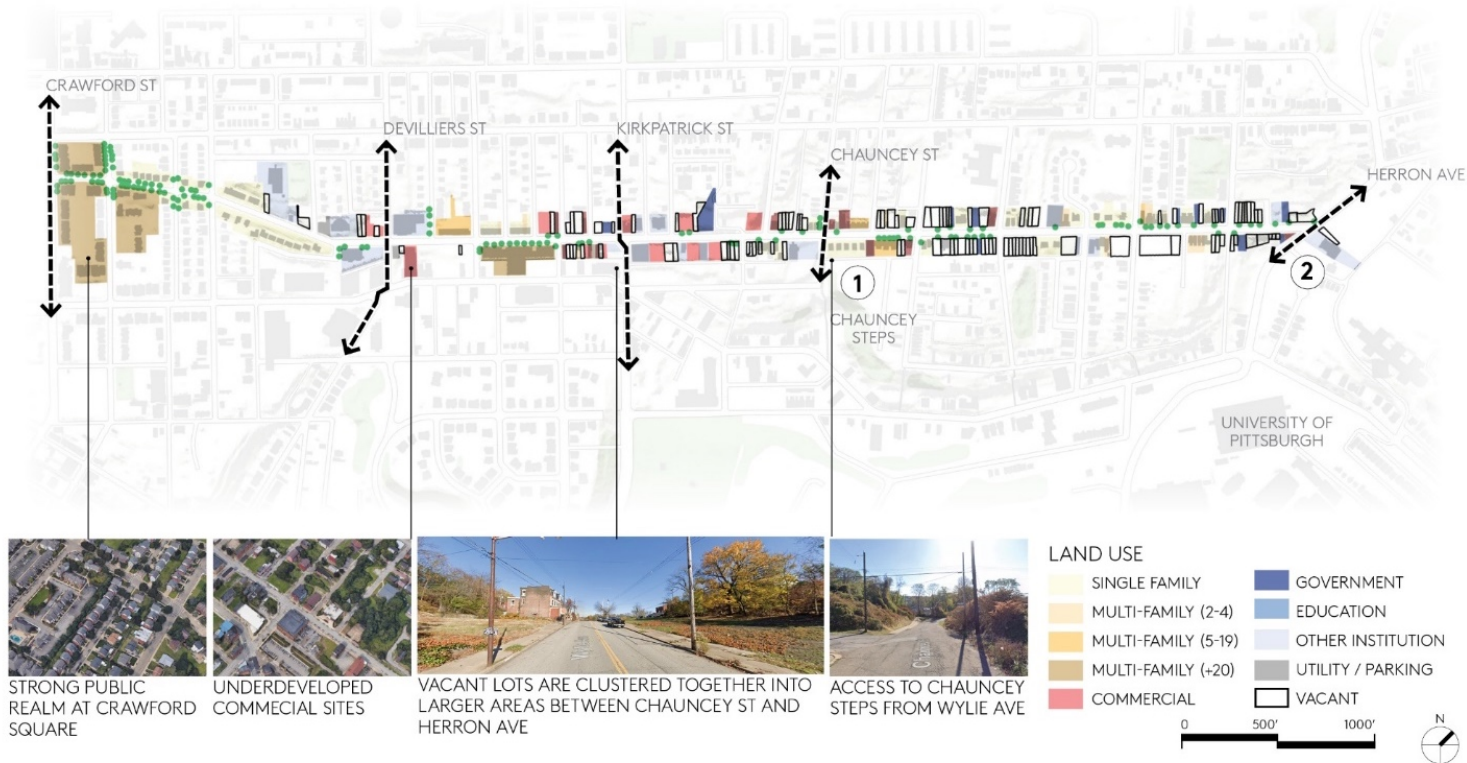 CRAWFORD ST
DEVILLIERS ST
KIRKPATRICK ST
CHAUNCEY ST
HERRON AVE
1
2
CHAUNCEY
STEPS
UNIVERSITY OF
PITTSBURGH
STRONG PUBLIC
REALM AT CRAWFORD
SQUARE
UNDERDEVELOPED
COMMECIAL SITES
VACANT LOTS ARE CLUSTERED TOGETHER INTO
LARGER AREAS BETWEEN CHAUNCEY ST AND
HERRON AVE
ACCESS TO CHAUNCEY
STEPS FROM WYLIE AVE
LAND USE
SINGLE FAMILY
MULTI-FAMILY (2-4)
MULTI-FAMILY (5-19)
MULTI-FAMILY (+20)
COMMERCIAL
GOVERNMENT
EDUCATION
OTHER INSTITUTION
UTILITY / PARKING
VACANT
0 500' 1000'
N